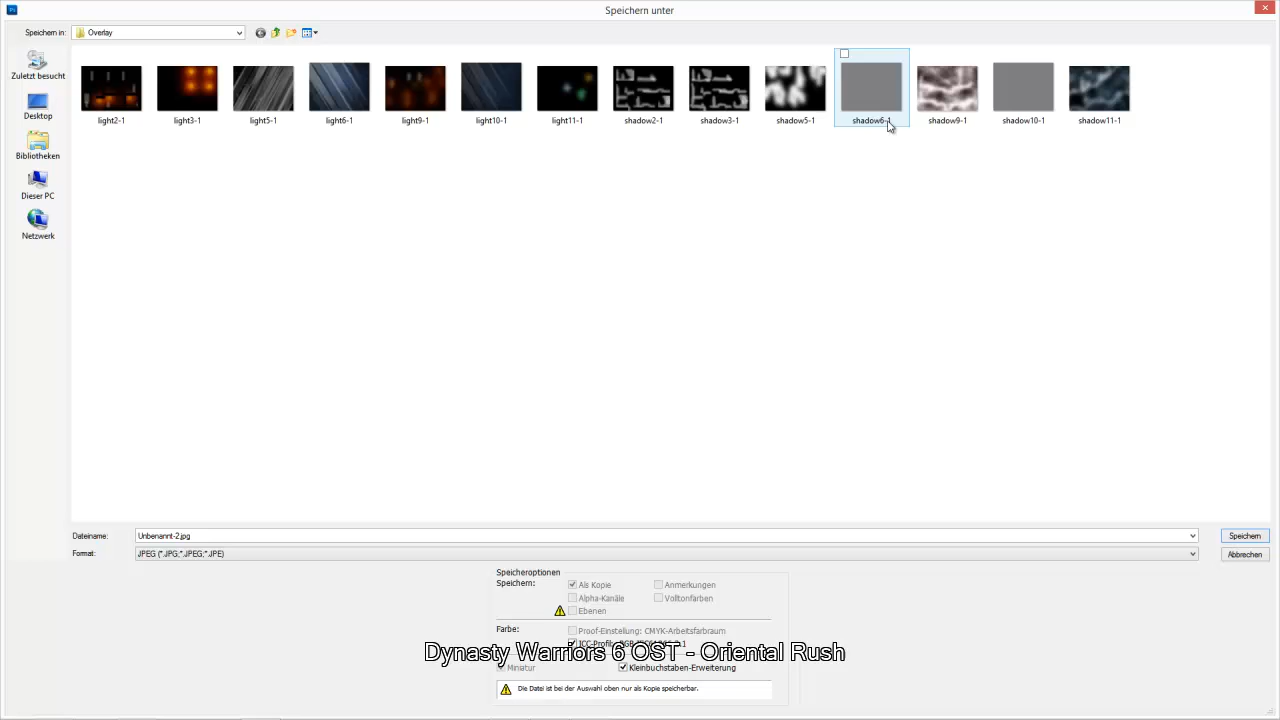 Speichern unter
Speichern in:
Overlay
Zuletzt besucht
Desktop
Bibliotheken
Dieser PC
Netzwerk
light2-1
light3-1
light5-1
light6-1
light9-1
light10-1
light11-1
shadow2-1
shadow3-1
shadow5-1
shadow6-1
shadow9-1
shadow10-1
shadow11-1
Dateiname:
Unbenannt-2.jpg
Speichern
Format:
JPEG (*.JPG;*.JPEG;*.JPE)
Abbrechen
Speicheroptionen
Speichern:
Als Kopie
Anmerkungen
Alpha-Kanäle
Volltonfarben
Ebenen
Farbe:
Proof-Einstellung: CMYK-Arbeitsfarbraum
Dynasty Warriors 6 OST - Oriental Rush
Miniatur
Kleinbuchstaben-Erweiterung
Die Datei ist bei der Auswahl oben nur als Kopie speicherbar.